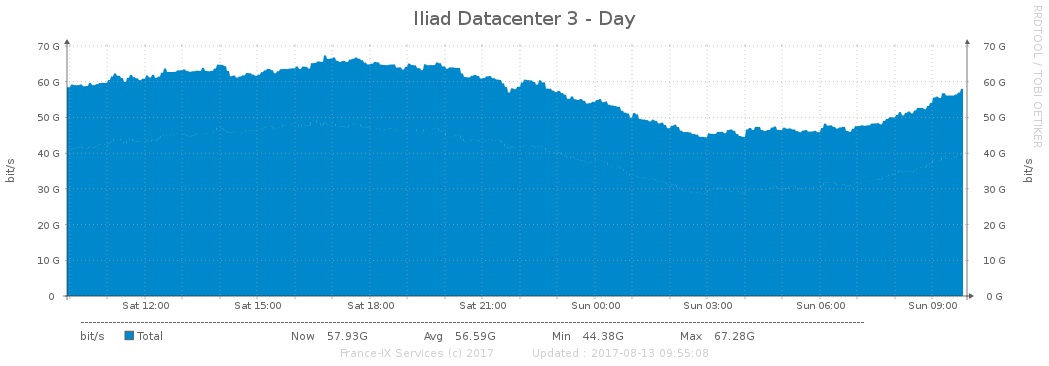 Iliad Datacenter 3 - Day
RRDTOOL / TOBI OETIKER
bit/s
70 G 70 G
60 G 60 G
50 G 50 G
40 G 40 G
30 G 30 G
20 G 20 G
10 G 10 G
0 0 G
bit/s
Sat 12:00 Sat 15:00 Sat 18:00 Sat 21:00 Sun 00:00 Sun 03:00 Sun 06:00 Sun 09:00
bit/s Total Now 57.93G Avg 56.59G Min 44.38G Max 67.28G
France-IX Services (c) 2017 Updated : 2017-08-13 09:55:08